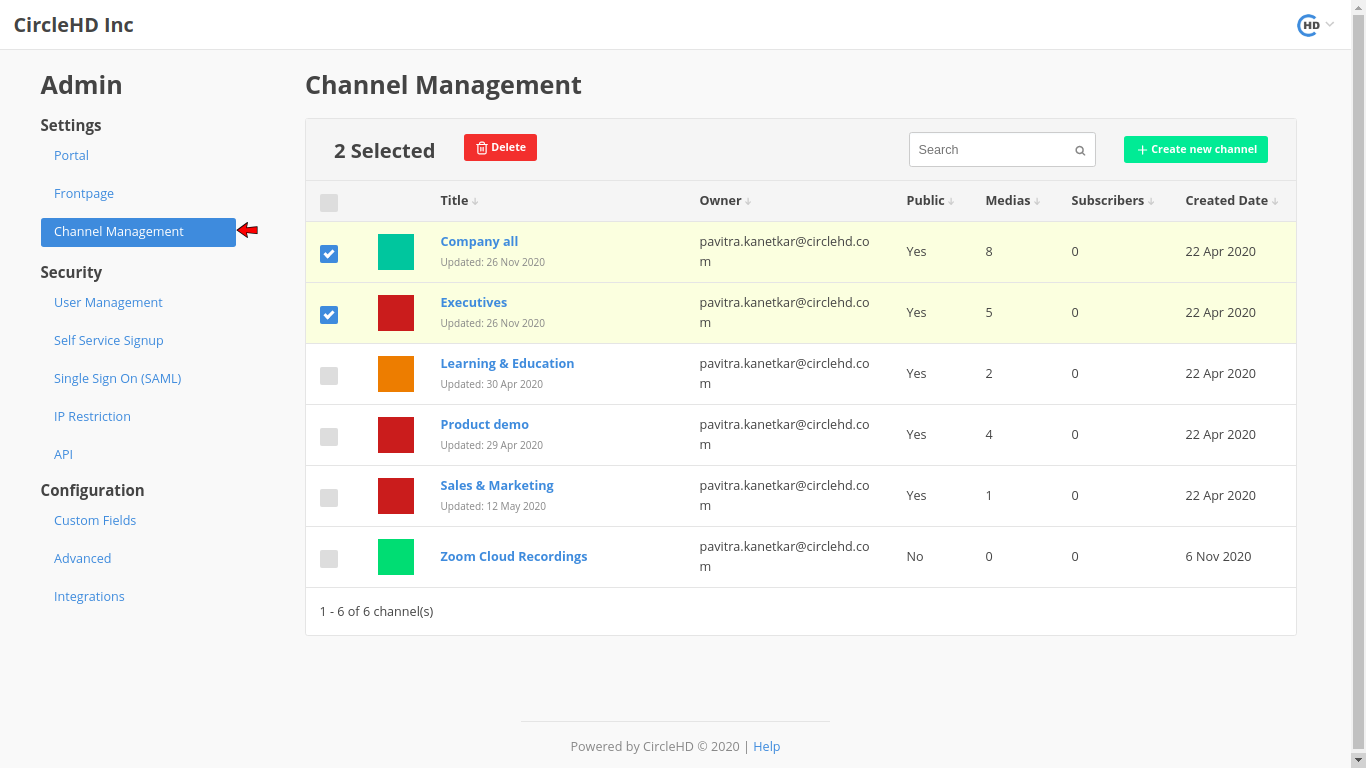 CircleHD Inc
HD
Admin
Settings
Portal
Frontpage
Channel Management
Security
User Management
Self Service Signup
Single Sign On (SAML)
IP Restriction
API
Configuration
Custom Fields
Advanced
Integrations
Channel Management
2 Selected
Delete
Search
Create new channel
Title Owner Public Medias Subscribers Created Date
Company all
Updated: 26 Nov 2020
pavitra.kanetkar@circlehd.co
m
Yes 8 0 22 Apr 2020
Executives
Updated: 26 Nov 2020
pavitra.kanetkar@circlehd.co
m
Yes 5 0 22 Apr 2020
Learning & Education
Updated: 30 Apr 2020
pavitra.kanetkar@circlehd.co
m
Yes 2 0 22 Apr 2020
Product demo
Updated: 29 Apr 2020
pavitra.kanetkar@circlehd.co
m
Yes 4 0 22 Apr 2020
Sales & Marketing
Updated: 12 May 2020
pavitra.kanetkar@circlehd.co
m
Yes 1 0 22 Apr 2020
Zoom Cloud Recordings
pavitra.kanetkar@circlehd.co
m
No 0 0 6 Nov 2020
1 - 6 of 6 channel(s)
Powered by CircleHD © 2020 | Help